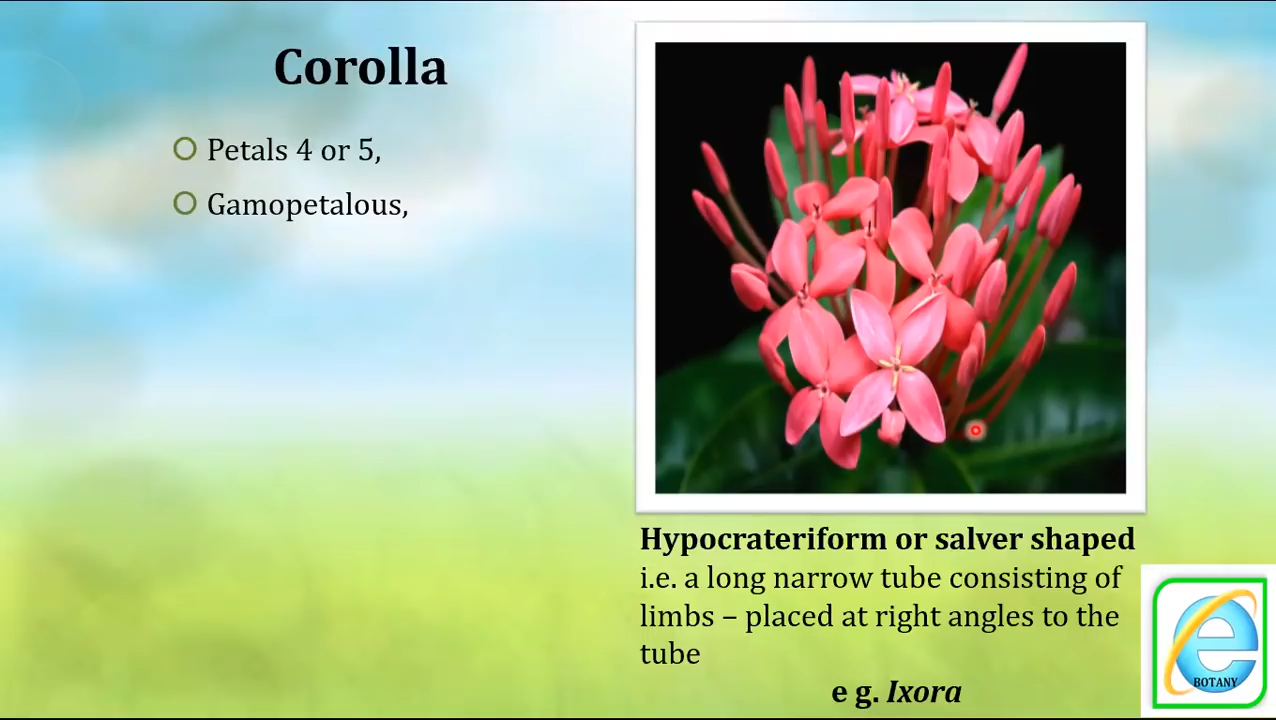 Corolla
Petals 4 or 5,
Gamopetalous,
Hypocrateriform or salver shaped
i.e. a long narrow tube consisting of
limbs – placed at right angles to the
tube
e g. Ixora
e
BOTANY